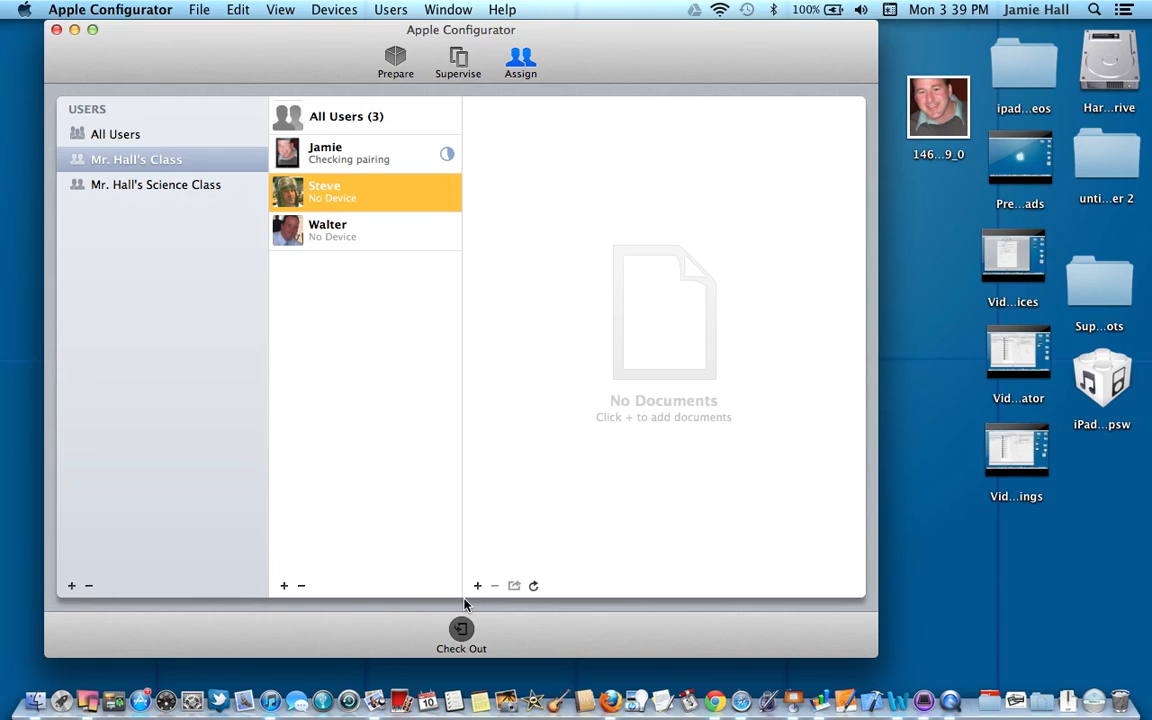 Apple Configurator File Edit View Devices Users Window Help 100% Mon 3 39 PM Jamie Hall
Apple Configurator
Prepare Supervise Assign
USERS
All Users
Mr. Hall's Class
Mr. Hall's Science Class
All Users (3)
Jamie
Checking pairing
Steve
No Device
Walter
No Device
No Documents
Click + to add documents
Check Out
146...9_0
ipad...eos
Har...rive
Pre...ads
unti...er 2
Vid...ices
Sup...ots
Vid...ator
iPad...psw
Vid...ings